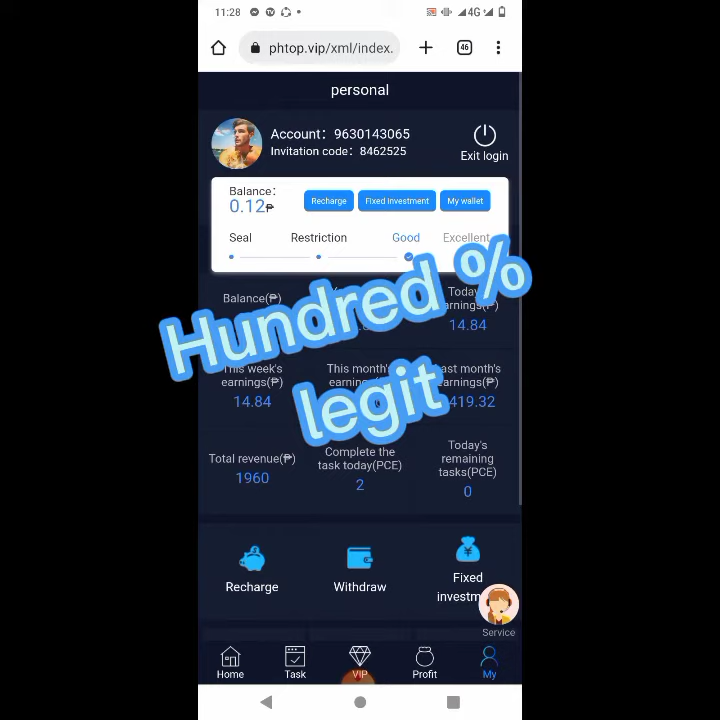 11:28
4G
phtop.vip/xml/index.
46
personal
Account：9630143065
Invitation code：8462525
Exit login
Balance：
0.12₱
Recharge
Fixed investment
My wallet
Seal Restriction Good Excellent
Hundred %
legit
Balance(₱)
Today's
earnings(₱)
14.84
This week's
earnings(₱)
14.84
This month's
earnings(₱)
Last month's
earnings(₱)
419.32
Total revenue(₱)
1960
Complete the
task today(PCE)
2
Today's
remaining
tasks(PCE)
0
Recharge
Withdraw
Fixed
Service
Home Task VIP Profit My